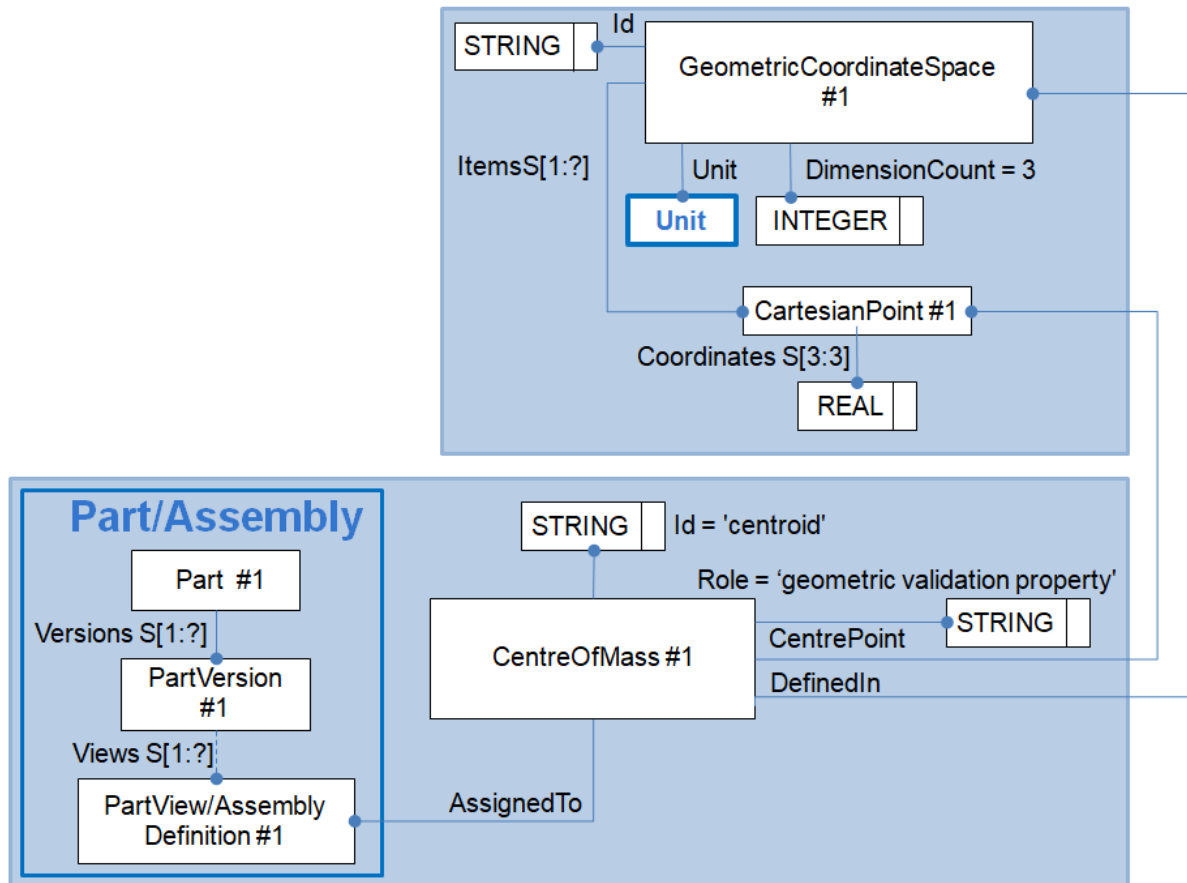 Id
STRING
GeometricCoordinateSpace
#1
ItemsS[1:?]
Unit
DimensionCount = 3
Unit
INTEGER
CartesianPoint #1
Coordinates S[3:3]
REAL
Part/Assembly
STRING
Id = 'centroid'
Part #1
Role = ‘geometric validation property'
Versions S[1:?]
STRING
CentreOfMass #1
CentrePoint
PartVersion
#1
DefinedIn
Views S[1:?]
PartView/Assembly
Definition #1
AssignedTo